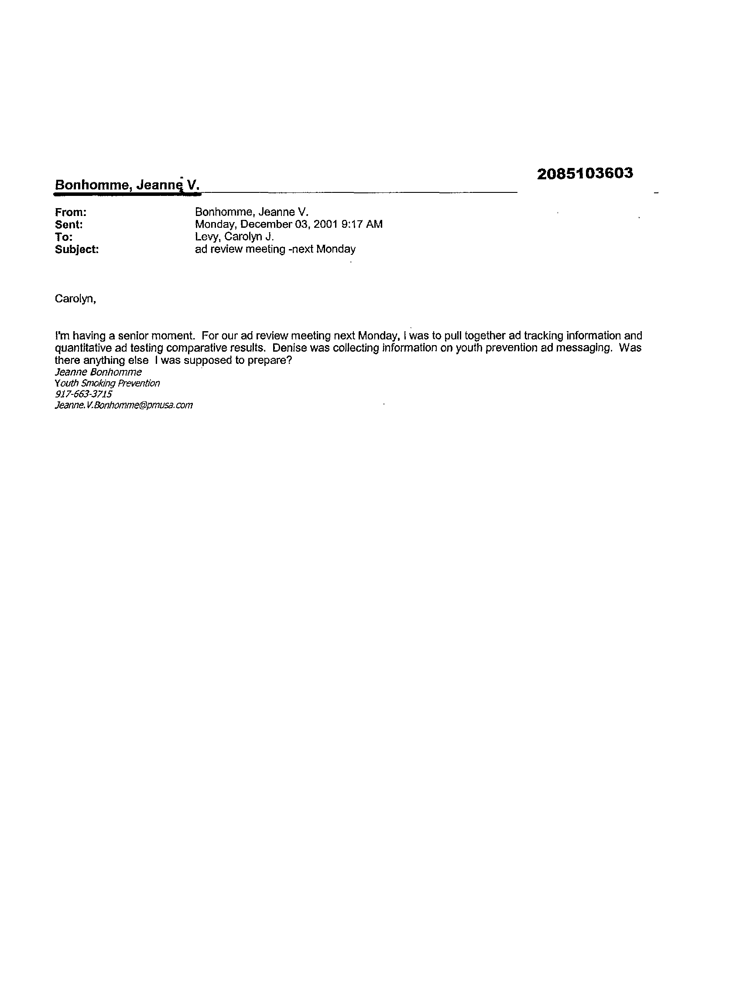 2085103603
Bonhomme, Jeanne V.
From: Bonhomme, Jeanne V.
Sent: Monday, December 03, 2001 9:17 AM
To: Levy, Carolyn J.
Subject: ad review meeting -next Monday
Carolyn,
I'm having a senior moment. For our ad review meeting next Monday, I was to pull together ad tracking information and
quantitative ad testing comparative results. Denise was collecting information on youth prevention ad messaging. Was
there anything else I was supposed to prepare?
Jeanne Bonhomme
Youth Smoking Prevention
917-663-3715
Jeanne.V.Bonhomme@pmusa.com